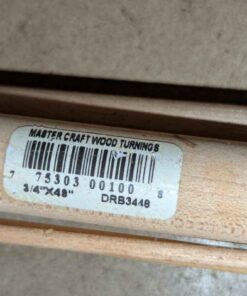 MASTER CRAFT WOOD TURNINGS
7 75303 00100 8
3/4"X48" DRB3448